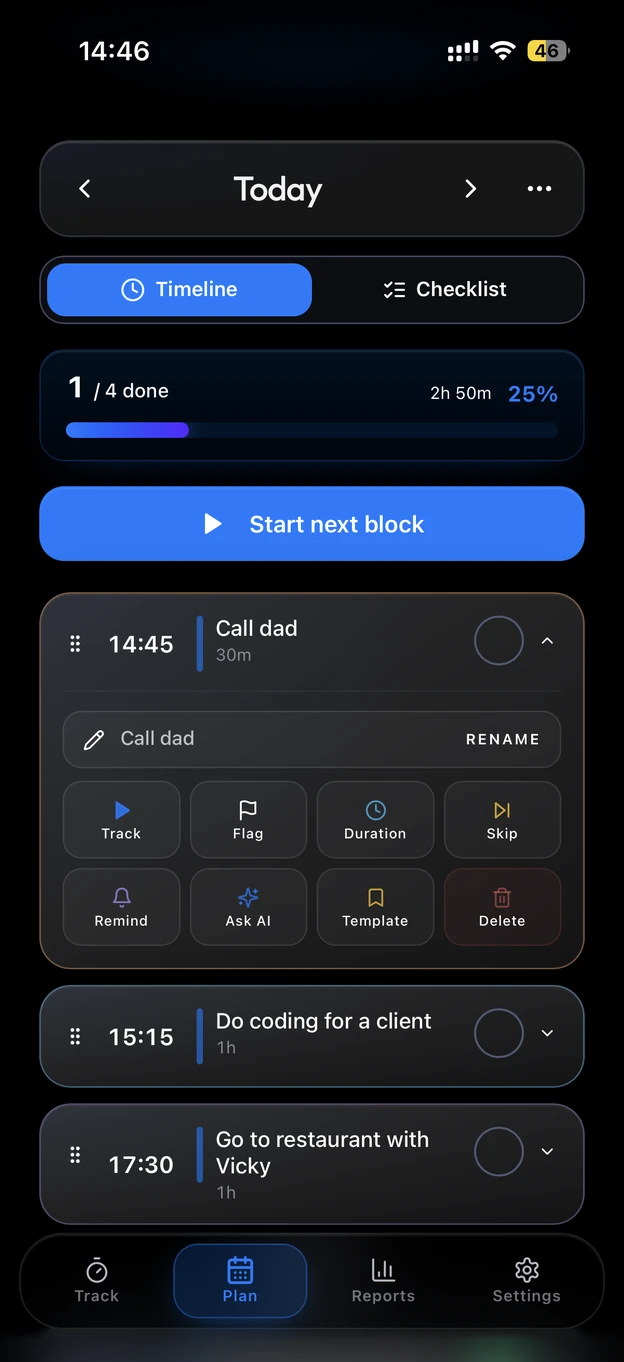 14:46
46
Today
Timeline
Checklist
1 / 4 done
2h 50m 25%
Start next block
14:45
Call dad
30m
Call dad
RENAME
Track
Flag
Duration
Skip
Remind
Ask AI
Template
Delete
15:15
Do coding for a client
1h
17:30
Go to restaurant with
Vicky
1h
Track
Plan
Reports
Settings